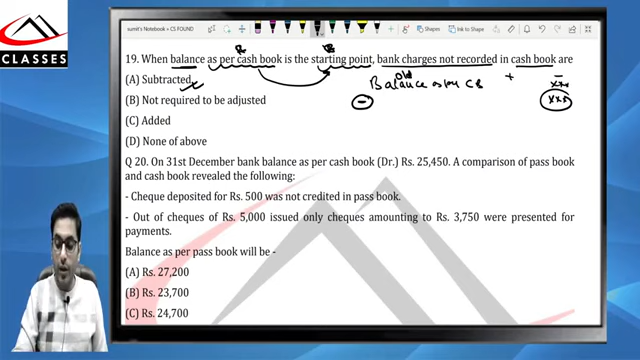 sumit's Notebook » CS FOUND
Shapes
Ink to Shape
CLASSES
19. When balance as per cash book is the starting point, bank charges not recorded in cash book are
(A) Subtracted
Balance as per CB
+
-
(B) Not required to be adjusted
-
(C) Added
(D) None of above
Q 20. On 31st December bank balance as per cash book (Dr.) Rs. 25,450. A comparison of pass book
and cash book revealed the following:
- Cheque deposited for Rs. 500 was not credited in pass book.
- Out of cheques of Rs. 5,000 issued only cheques amounting to Rs. 3,750 were presented for
payments.
Balance as per pass book will be -
(A) Rs. 27,200
(B) Rs. 23,700
(C) Rs. 24,700